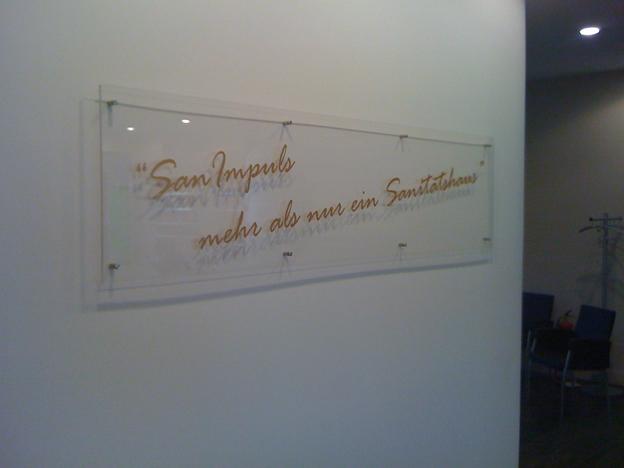 “San Impuls
mehr als nur ein Sanitätshaus”